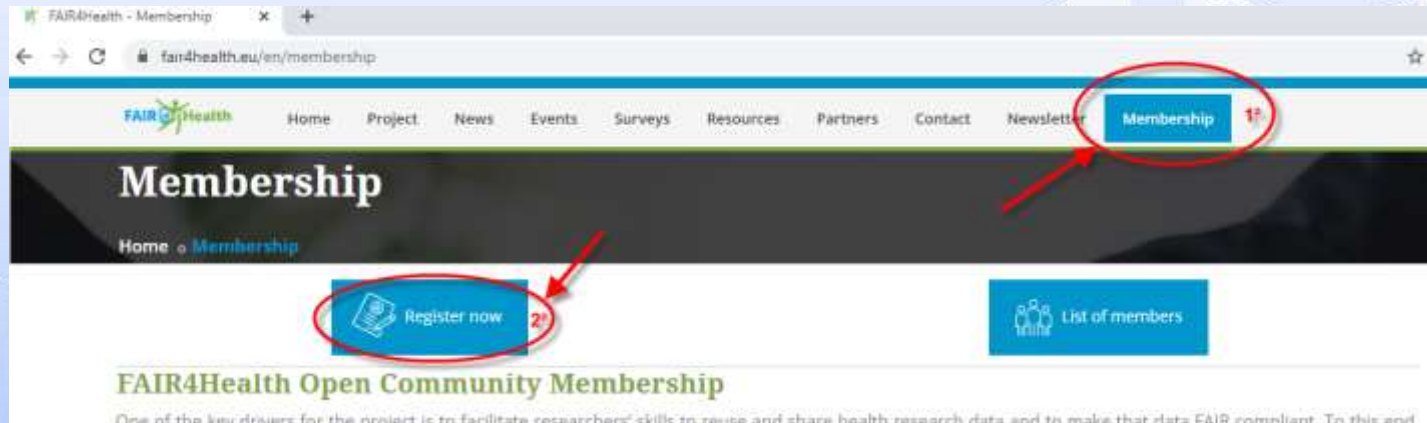 FAIR4Health - Membership
fair4health.eu/en/membership
FAIR4Health Home Project News Events Surveys Resources Partners Contact Newsletter Membership 1º
Membership
Home Membership
Register now 2º List of members
FAIR4Health Open Community Membership
One of the key drivers for the project is to facilitate researchers' skills to reuse and share health research data and to make that data FAIR compliant. To this end,